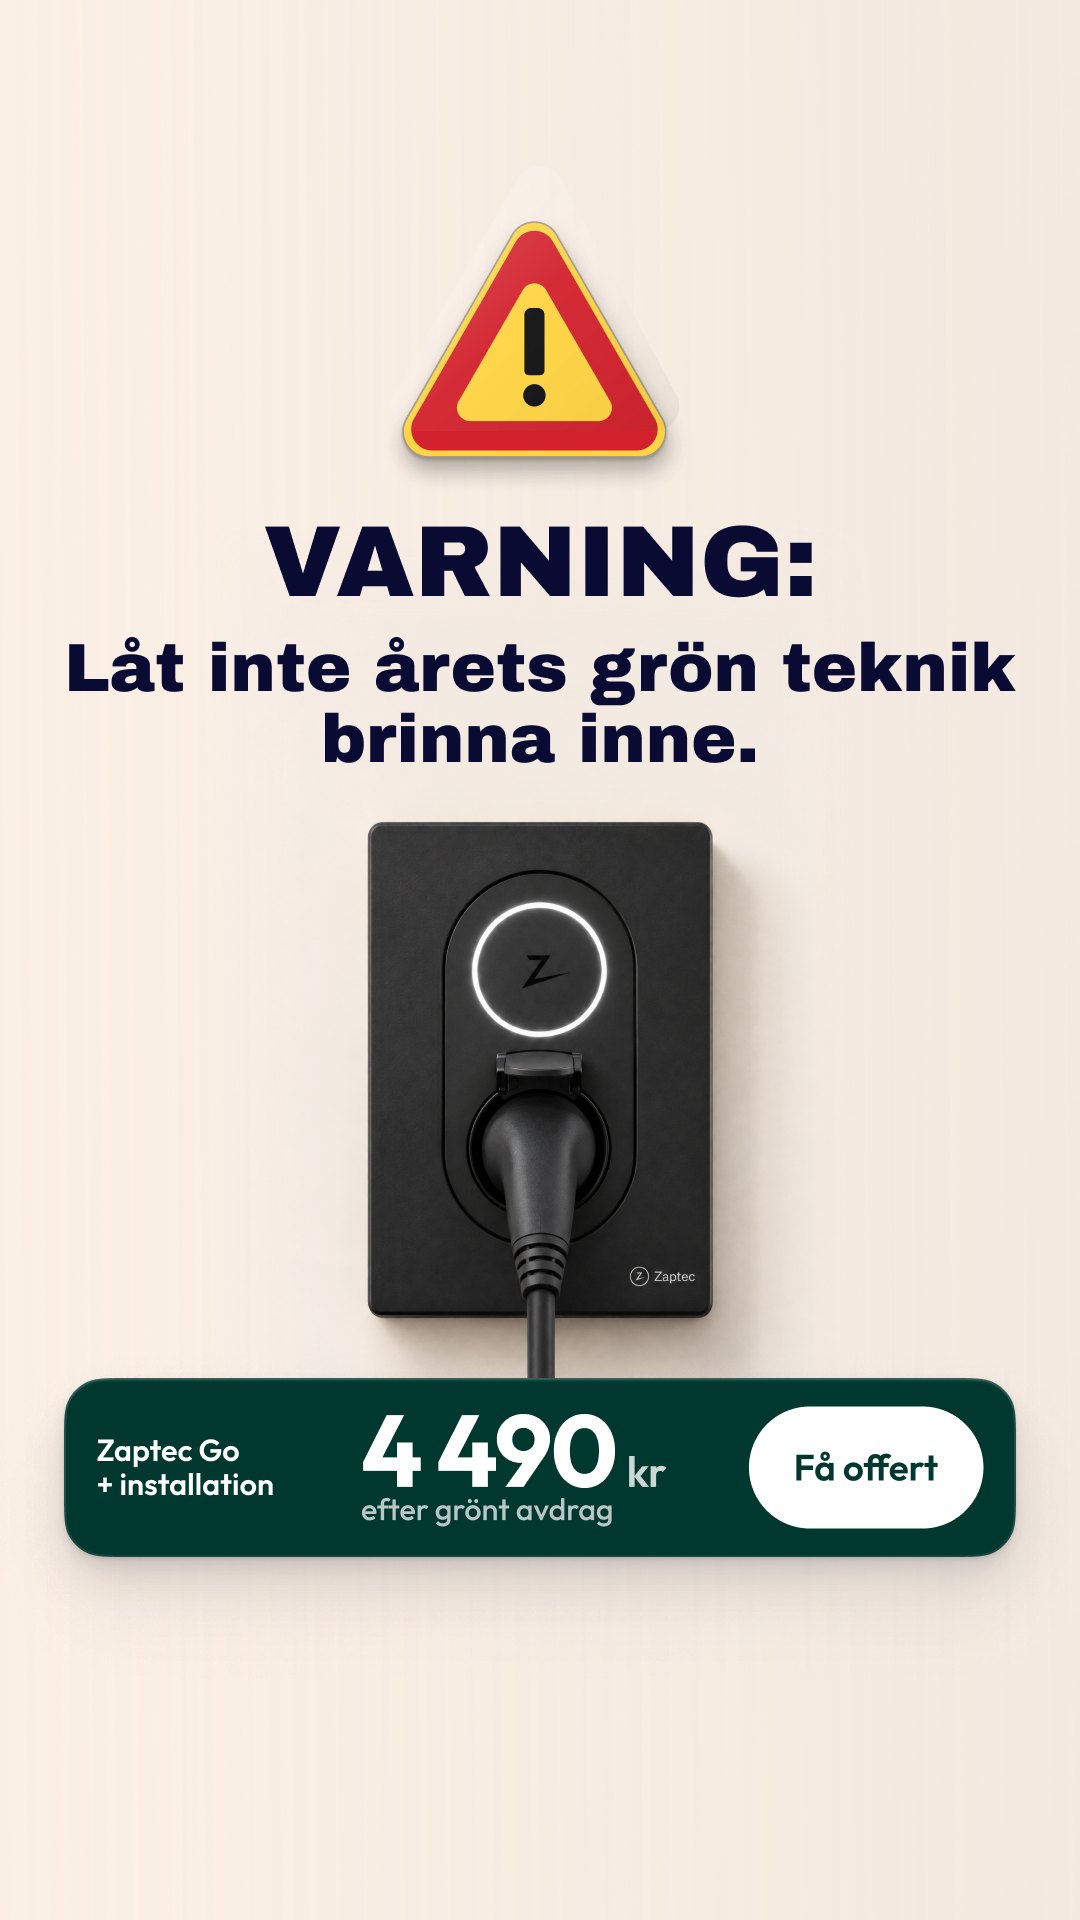 VARNING:
Låt inte årets grön teknik
brinna inne.
Zaptec
Zaptec Go
+ installation
4 490 kr
efter grönt avdrag
Få offert